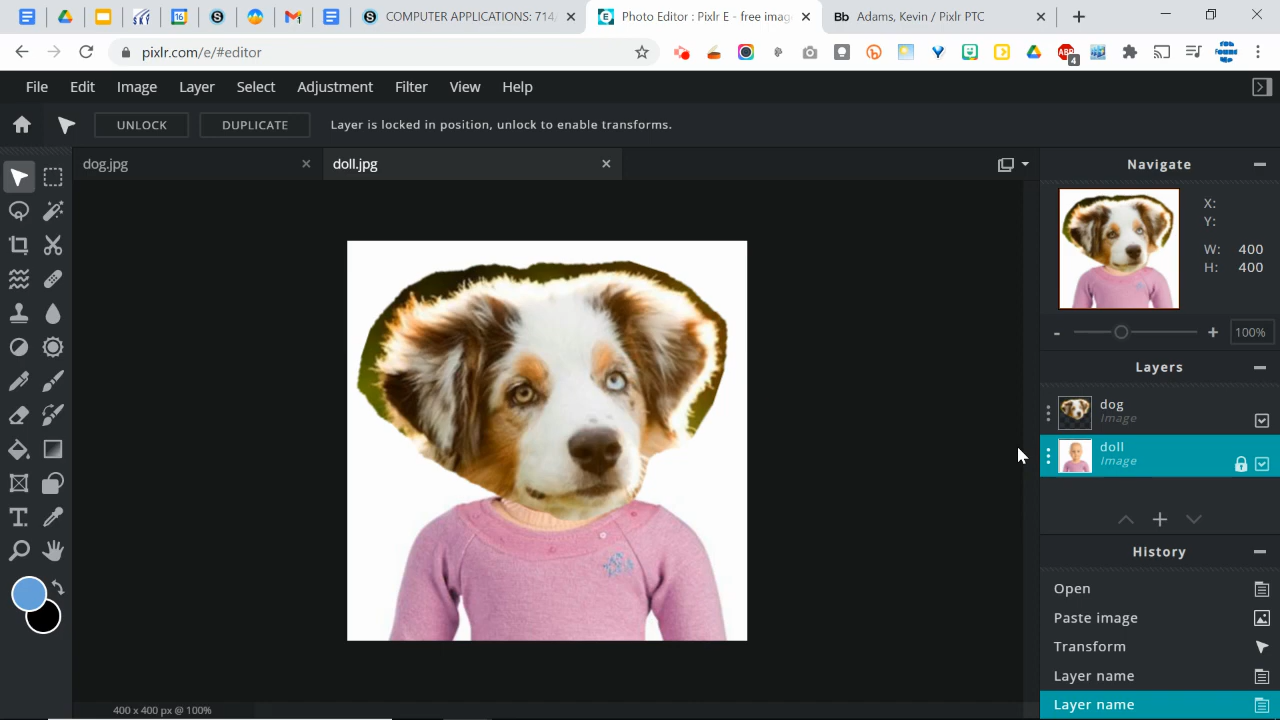 COMPUTER APPLICATIONS: 714/
Photo Editor : Pixlr E - free imag
Bb Adams, Kevin / Pixlr PTC
pixlr.com/e/#editor
ABP
4
File Edit Image Layer Select Adjustment Filter View Help
UNLOCK DUPLICATE Layer is locked in position, unlock to enable transforms.
dog.jpg
doll.jpg
Navigate
X:
Y:
W: 400
H: 400
- + 100%
Layers
dog
Image
doll
Image
History
Open
Paste image
Transform
Layer name
Layer name
400 x 400 px @ 100%